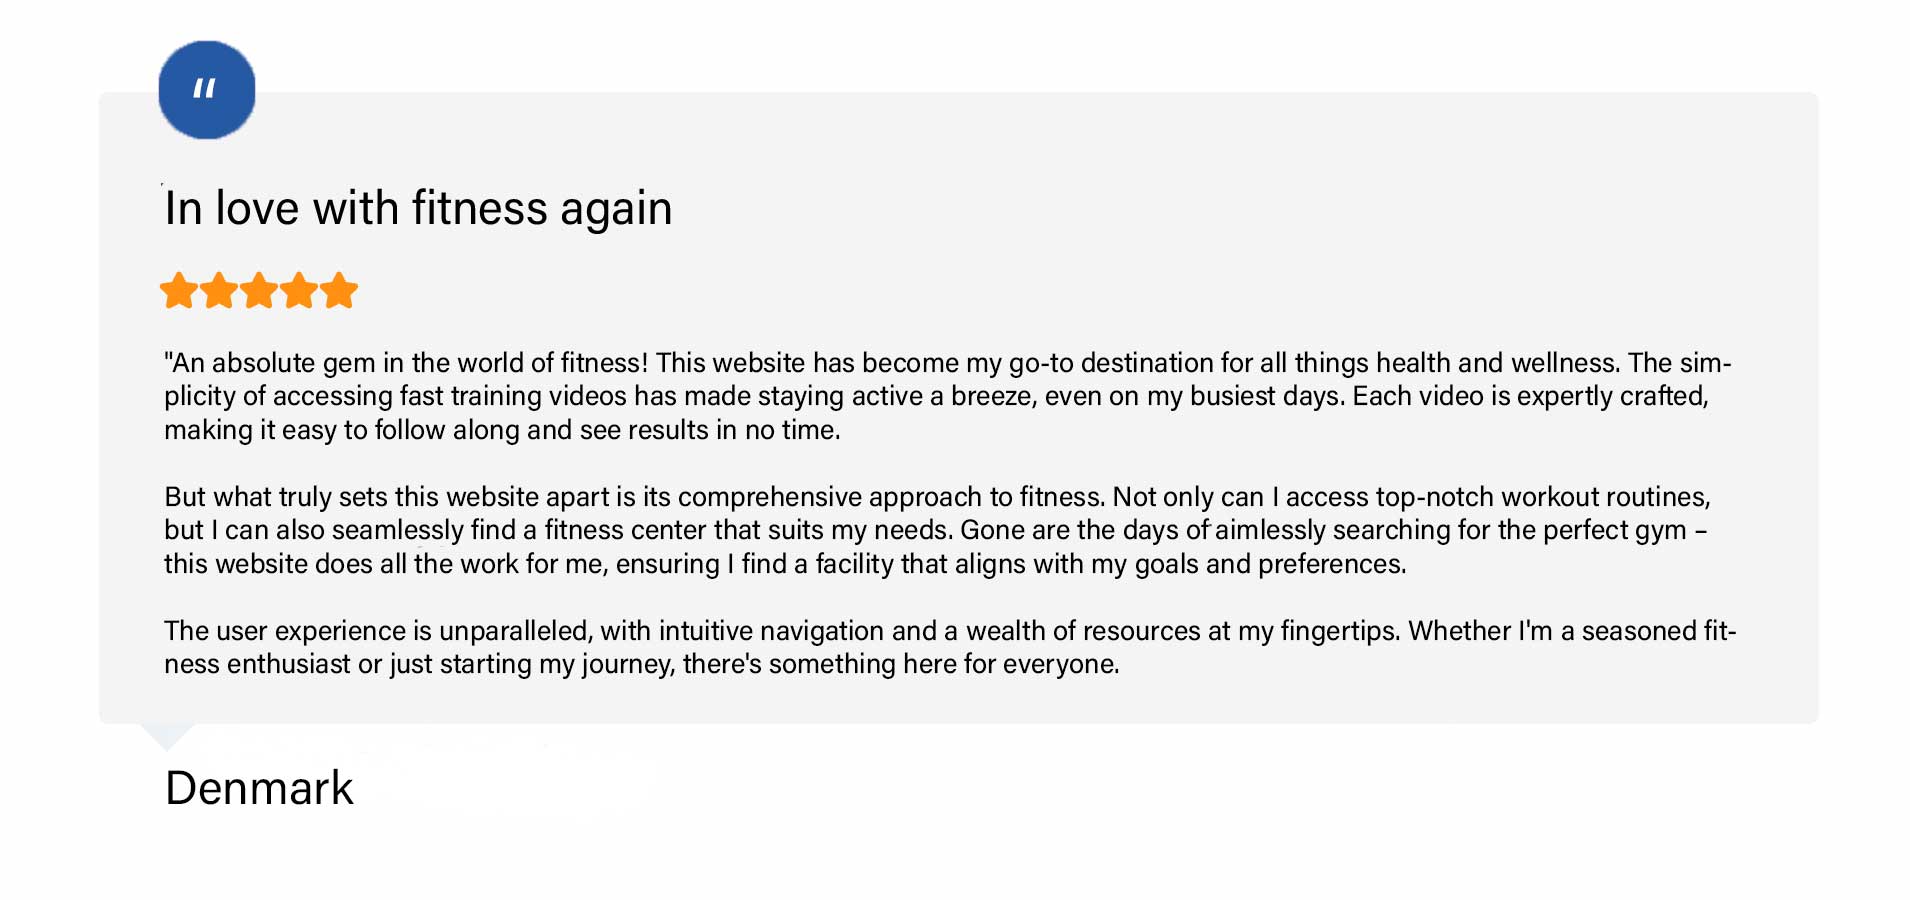 “
In love with fitness again
"An absolute gem in the world of fitness! This website has become my go-to destination for all things health and wellness. The sim-
plicity of accessing fast training videos has made staying active a breeze, even on my busiest days. Each video is expertly crafted,
making it easy to follow along and see results in no time.
But what truly sets this website apart is its comprehensive approach to fitness. Not only can I access top-notch workout routines,
but I can also seamlessly find a fitness center that suits my needs. Gone are the days of aimlessly searching for the perfect gym –
this website does all the work for me, ensuring I find a facility that aligns with my goals and preferences.
The user experience is unparalleled, with intuitive navigation and a wealth of resources at my fingertips. Whether I'm a seasoned fit-
ness enthusiast or just starting my journey, there's something here for everyone.
Denmark